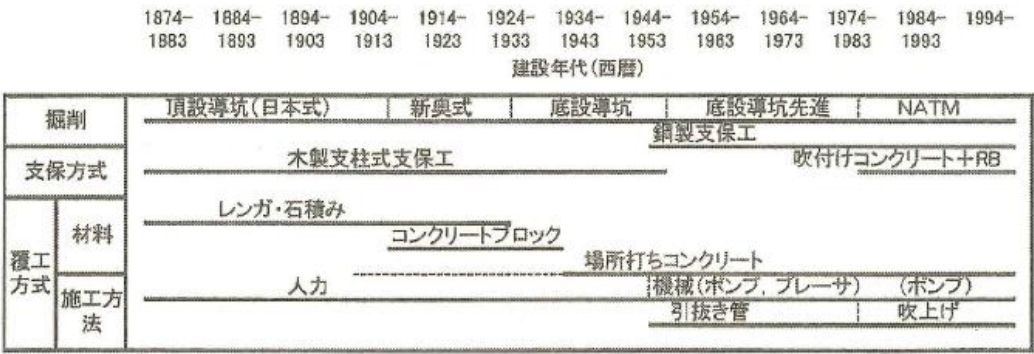 1874- 1884- 1894- 1904- 1914- 1924- 1934- 1944- 1954- 1964- 1974- 1984- 1994-
1883 1893 1903 1913 1923 1933 1943 1953 1963 1973 1983 1993
建設年代(西暦)
掘削 頂設導坑(日本式) 新奥式 底設導坑 底設導坑先進 NATM
鋼製支保工
支保方式 木製支柱式支保工 吹付けコンクリート+RB
レンガ・石積み
材料 コンクリートブロック
覆工方式 場所打ちコンクリート
施工方法 人力 機械(ポンプ, プレーサ) (ポンプ)
引抜き管 吹上げ